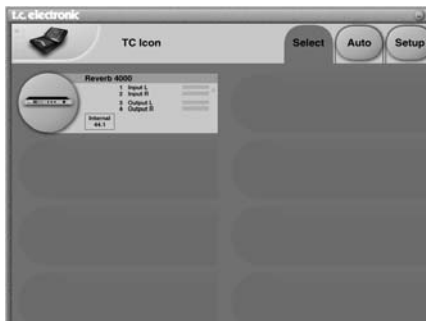 t.c. electronic
TC Icon
Select
Auto
Setup
Reverb 4000
1 Input L
2 Input R
3 Output L
4 Output R
Internal
44.1